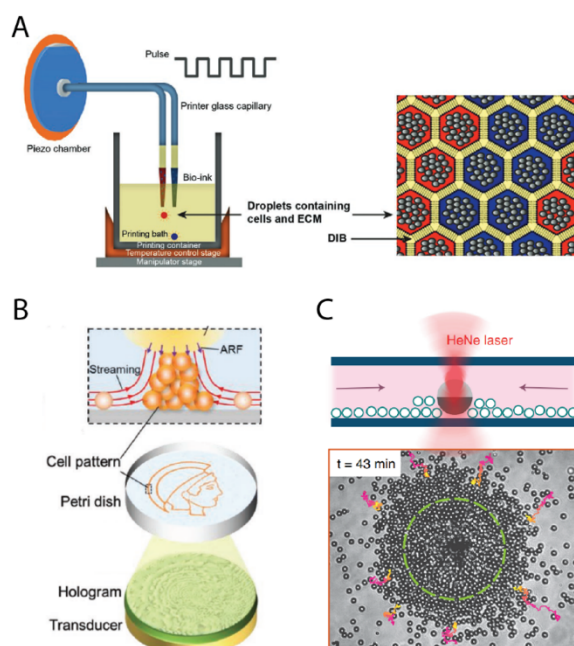 A
Pulse
Printer glass capillary
Piezo chamber
Bio-ink
Droplets containing
cells and ECM
Printing bath
Printing container
Temperature control stage
Manipulator stage
DIB
B
ARF
Streaming
Cell pattern
Petri dish
Hologram
Transducer
C
HeNe laser
t = 43 min